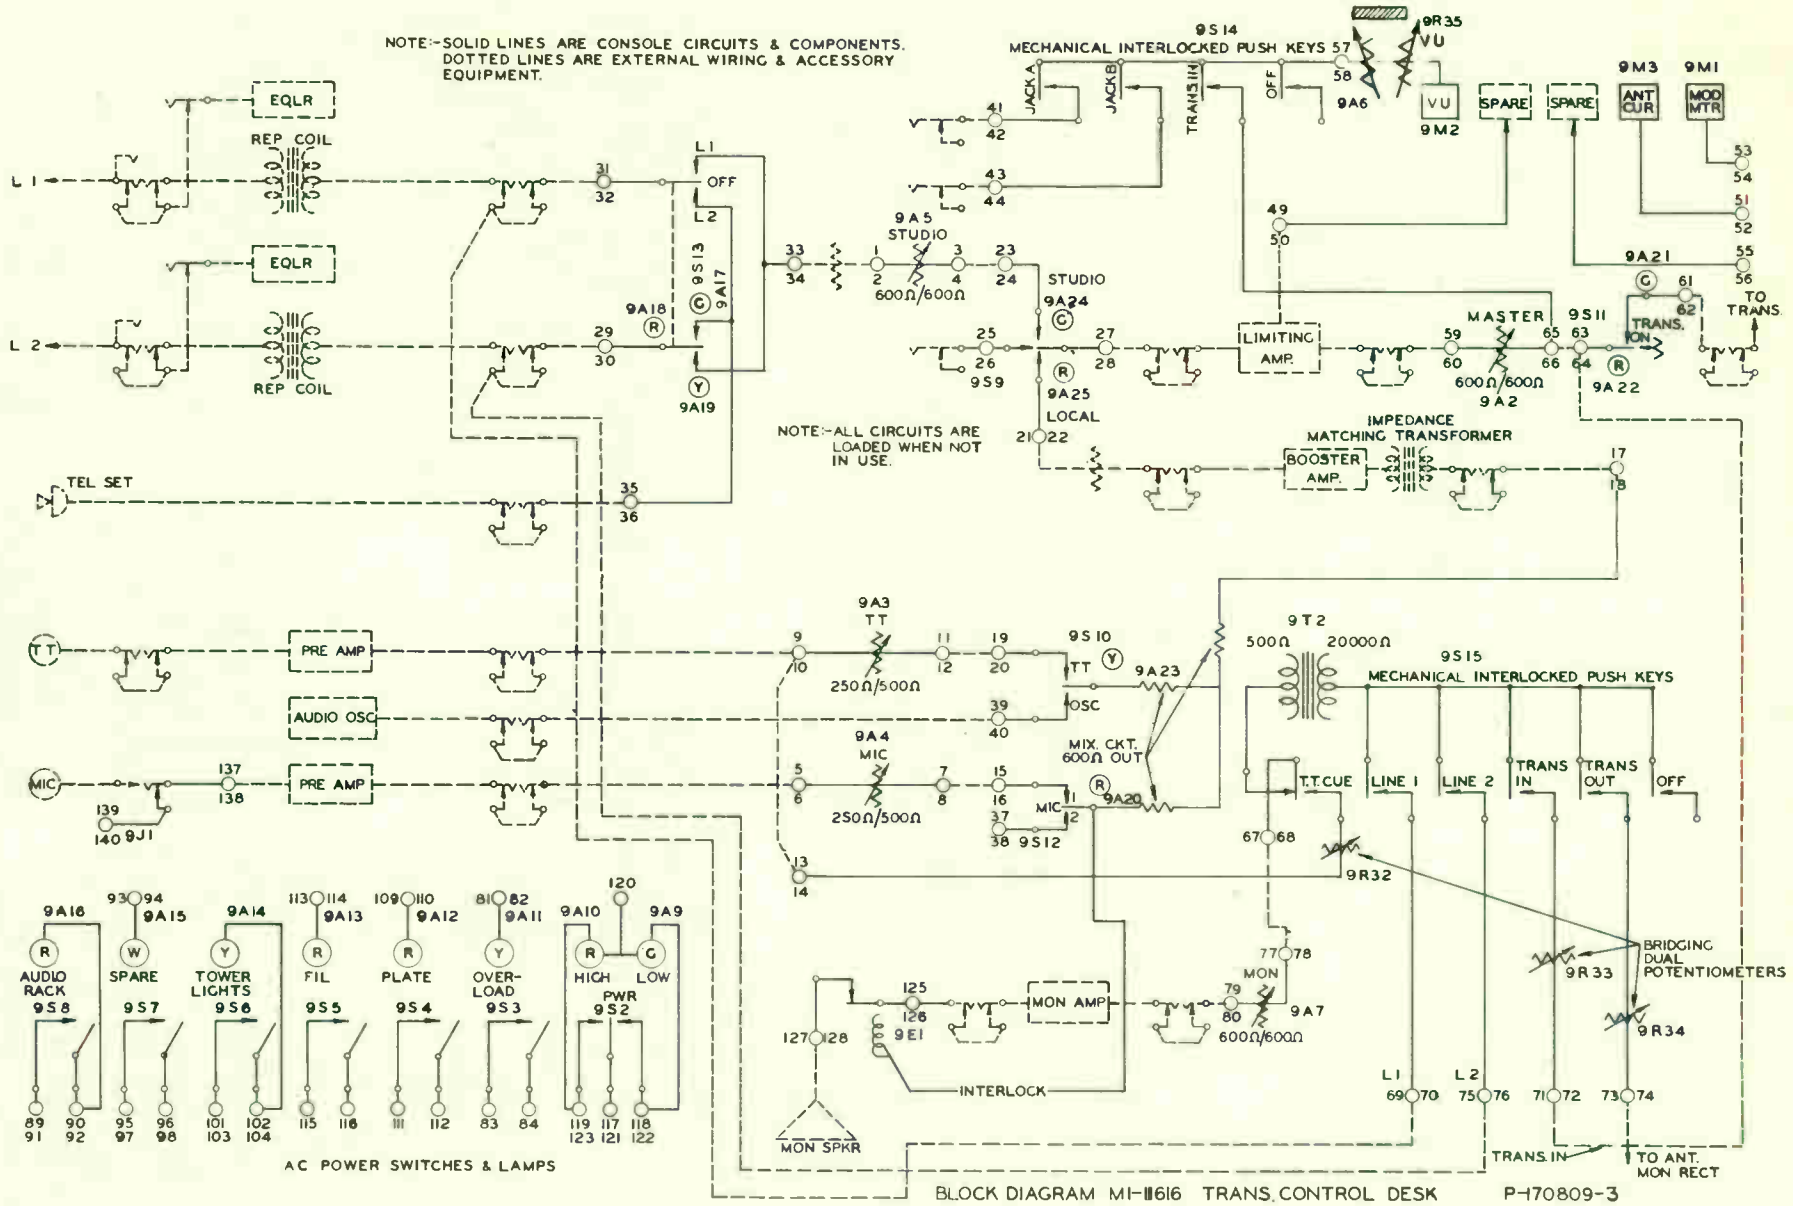 NOTE:-SOLID LINES ARE CONSOLE CIRCUITS & COMPONENTS.
DOTTED LINES ARE EXTERNAL WIRING & ACCESSORY
EQUIPMENT.
9S14
MECHANICAL INTERLOCKED PUSH KEYS
57
58
JACK A
JACK B
TRANS IN
OFF
9R35
VU
9A6
VU
9M2
SPARE
SPARE
9M3
ANT
CUR
9M1
MOD
MTR
53
54
51
52
55
56
EQLR
REP COIL
L1
31
32
L1
OFF
L2
41
42
43
44
49
50
9A5
STUDIO
600Ω/600Ω
33
34
1
2
3
4
23
24
STUDIO
9A24
G
EQLR
L2
REP COIL
29
30
9A18
R
G
9S13
9A17
Y
9A19
25
26
9S9
R
9A25
LOCAL
27
28
LIMITING
AMP.
59
60
MASTER
600Ω/600Ω
9A2
65
66
9S11
63
64
9A21
G
61
62
TRANS.
ON
R
9A22
TO
TRANS.
NOTE:-ALL CIRCUITS ARE
LOADED WHEN NOT
IN USE.
21
22
IMPEDANCE
MATCHING TRANSFORMER
BOOSTER
AMP.
17
18
TEL SET
35
36
TT
PRE AMP
9
10
9A3
TT
250Ω/500Ω
11
12
19
20
9S10
TT
Y
OSC
9A23
AUDIO OSC
39
40
MIX. CKT.
600Ω OUT
MIC
137
138
139
140
9J1
PRE AMP
5
6
9A4
MIC
250Ω/500Ω
7
8
15
16
37
38
9S12
MIC
1
2
R
9A20
13
14
9T2
500Ω
20000Ω
9S15
MECHANICAL INTERLOCKED PUSH KEYS
T.T.CUE
LINE 1
LINE 2
TRANS
IN
TRANS
OUT
OFF
67
68
9R32
BRIDGING
DUAL
POTENTIOMETERS
9R33
9R34
77
78
MON
9A7
600Ω/600Ω
79
80
MON AMP
125
126
9E1
127
128
INTERLOCK
MON SPKR
L1
69
70
L2
75
76
71
72
73
74
TRANS. IN
TO ANT.
MON RECT
9A16
R
AUDIO
RACK
9S8
89
91
90
92
93
94
9A15
W
SPARE
9S7
95
97
96
98
9A14
Y
TOWER
LIGHTS
9S6
101
103
102
104
113
114
9A13
R
FIL
9S5
115
116
109
110
9A12
R
PLATE
9S4
111
112
81
82
9A11
Y
OVER-
LOAD
9S3
83
84
120
9A10
9A9
R
G
HIGH
LOW
PWR
9S2
119
123
117
121
118
122
AC POWER SWITCHES & LAMPS
BLOCK DIAGRAM MI-11616 TRANS. CONTROL DESK P-170809-3